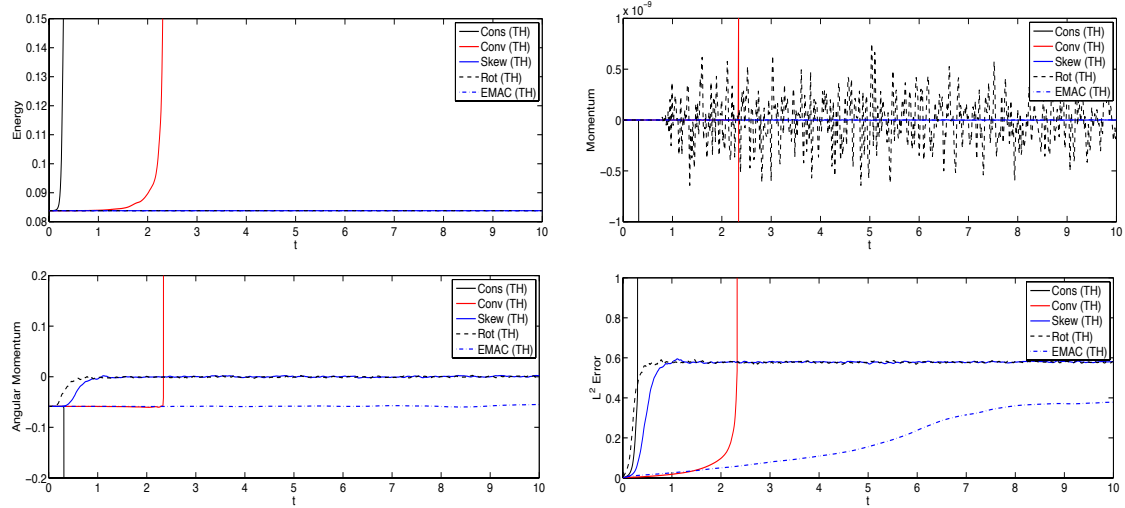 0.15
0.14
0.13
0.12
0.11
0.1
0.09
0.08
Energy
0 1 2 3 4 5 6 7 8 9 10
t
Cons (TH)
Conv (TH)
Skew (TH)
Rot (TH)
EMAC (TH)
x 10^-9
1
0.5
0
−0.5
−1
Momentum
0 1 2 3 4 5 6 7 8 9 10
t
Cons (TH)
Conv (TH)
Skew (TH)
Rot (TH)
EMAC (TH)
0.2
0.1
0
−0.1
−0.2
Angular Momentum
0 1 2 3 4 5 6 7 8 9 10
t
Cons (TH)
Conv (TH)
Skew (TH)
Rot (TH)
EMAC (TH)
1
0.8
0.6
0.4
0.2
0
L² Error
0 1 2 3 4 5 6 7 8 9 10
t
Cons (TH)
Conv (TH)
Skew (TH)
Rot (TH)
EMAC (TH)